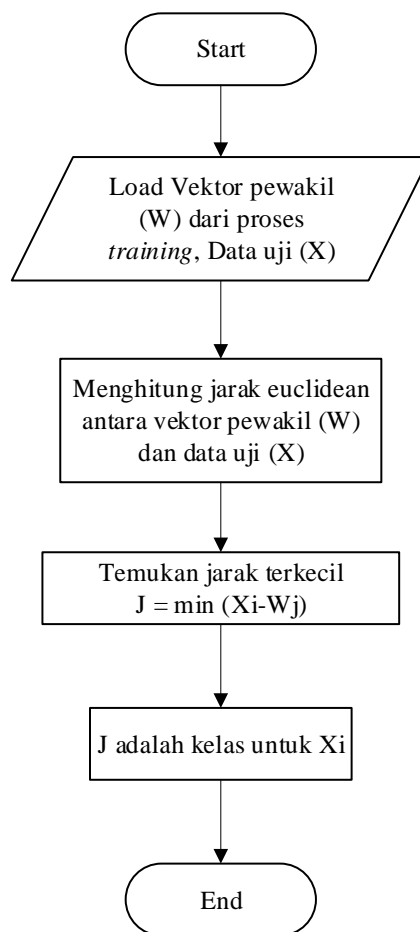 Start
Load Vektor pewakil
(W) dari proses
training, Data uji (X)
Menghitung jarak euclidean
antara vektor pewakil (W)
dan data uji (X)
Temukan jarak terkecil
J = min (Xi-Wj)
J adalah kelas untuk Xi
End